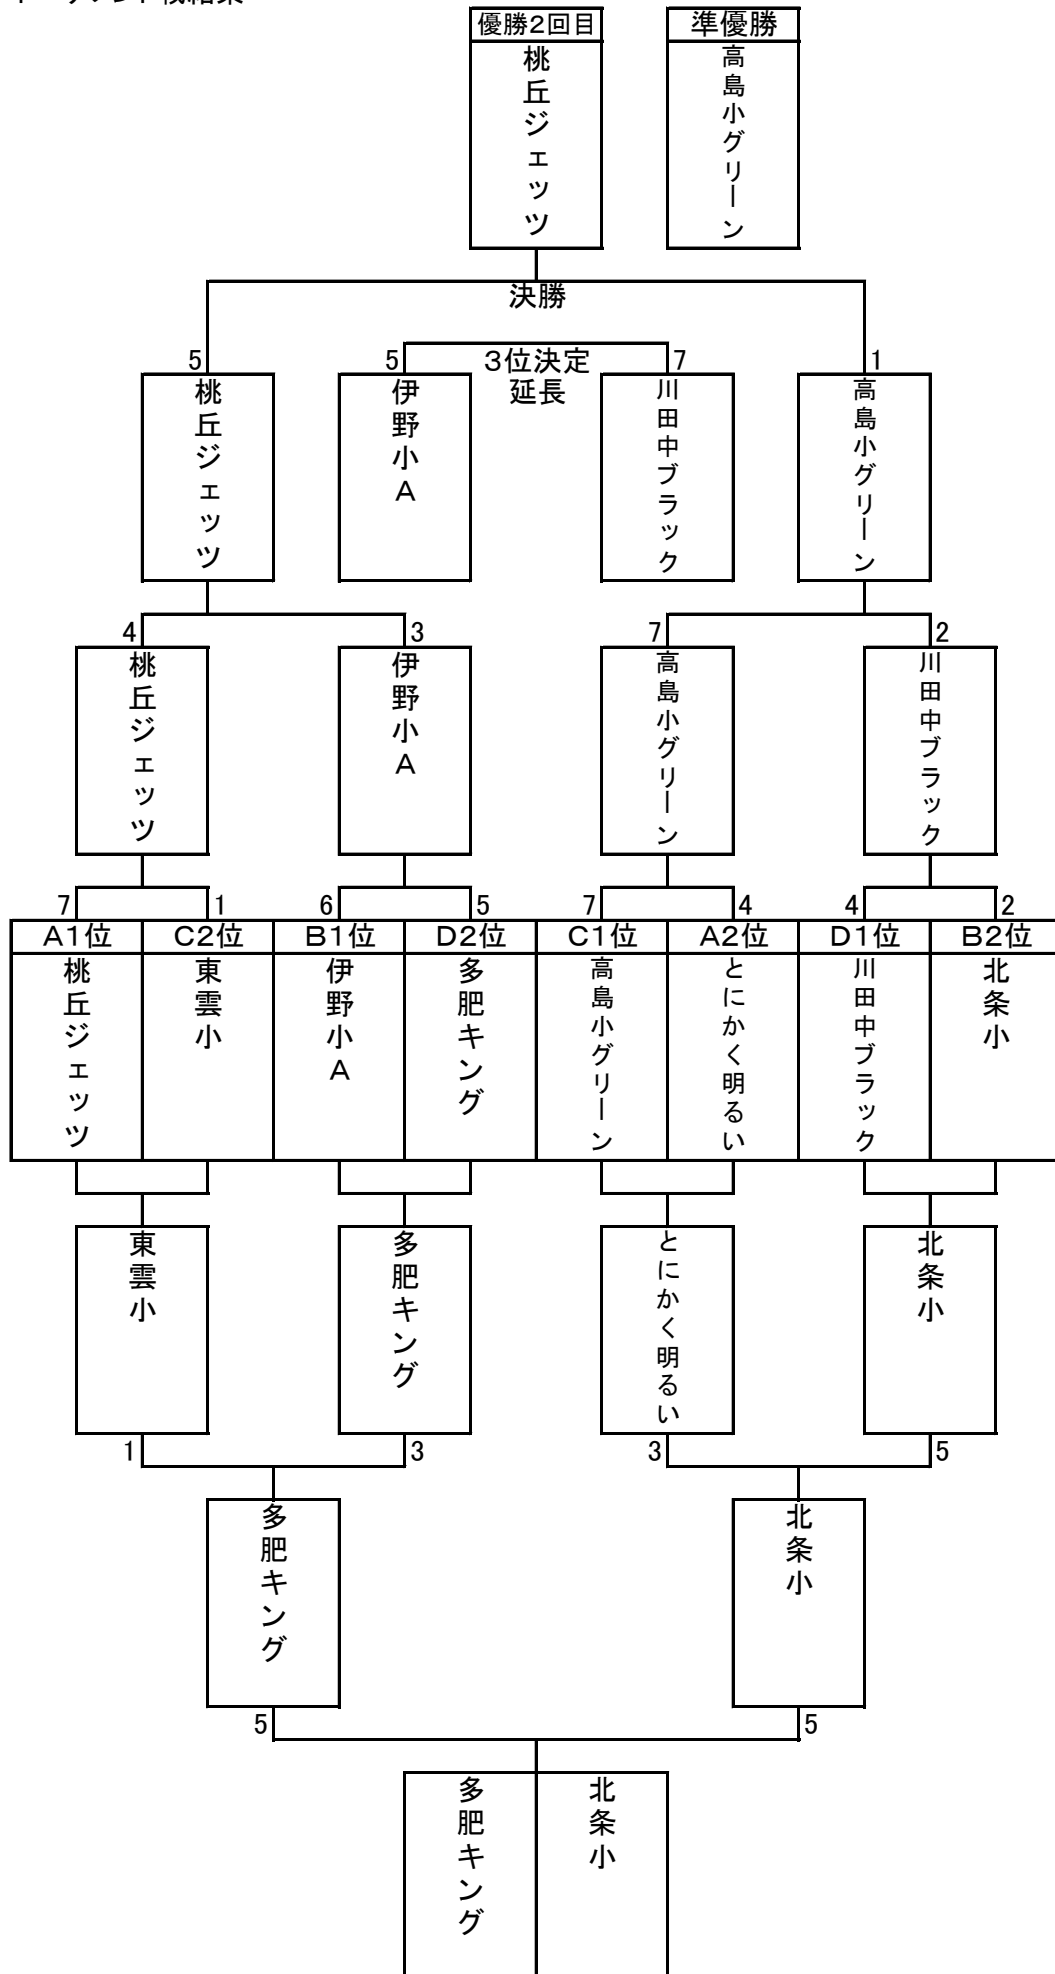 優勝2回目
準優勝
桃丘ジェッツ
高島小グリーン
決勝
5
5
3位決定
延長
7
1
桃丘ジェッツ
伊野小A
川田中ブラック
高島小グリーン
4
3
7
2
桃丘ジェッツ
伊野小A
高島小グリーン
川田中ブラック
7
1
6
5
7
4
4
2
A1位
C2位
B1位
D2位
C1位
A2位
D1位
B2位
桃丘ジェッツ
東雲小
伊野小A
多肥キング
高島小グリーン
とにかく明るい
川田中ブラック
北条小
東雲小
多肥キング
とにかく明るい
北条小
1
3
3
5
多肥キング
北条小
5
5
多肥キング
北条小